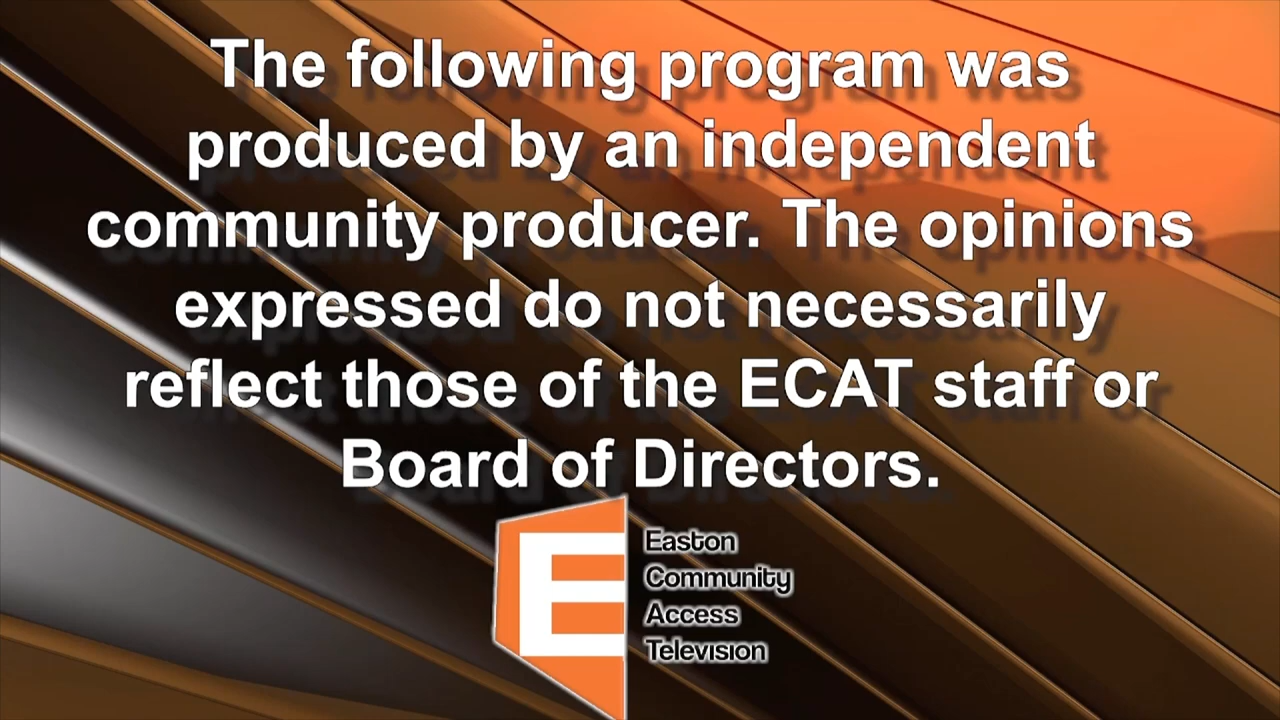 The following program was
produced by an independent
community producer. The opinions
expressed do not necessarily
reflect those of the ECAT staff or
Board of Directors.
E
Easton
Community
Access
Television